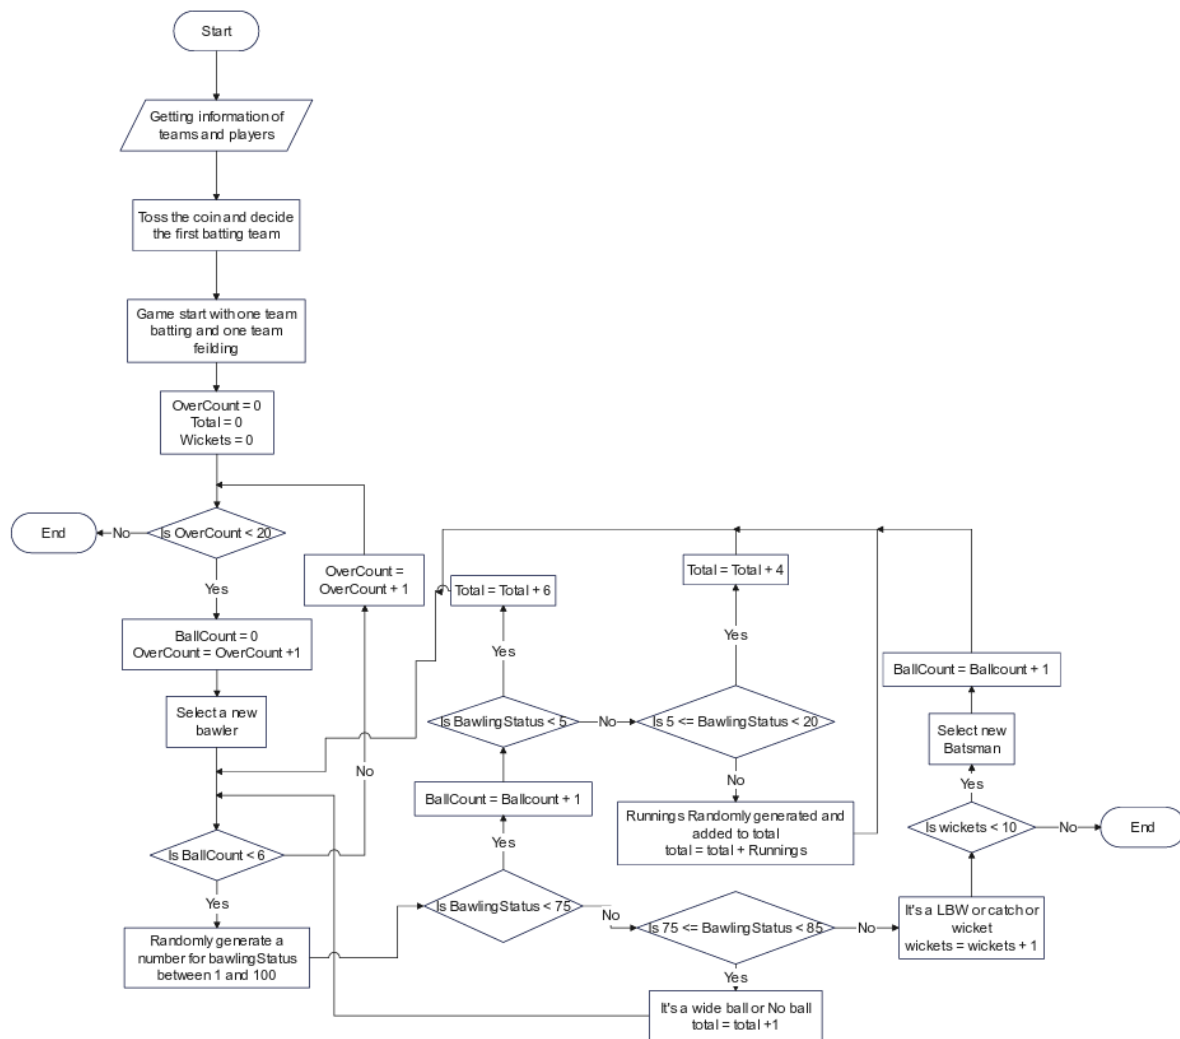 Start
Getting information of
teams and players
Toss the coin and decide
the first batting team
Game start with one team
batting and one team
feilding
OverCount = 0
Total = 0
Wickets = 0
Is OverCount < 20
No
End
Yes
BallCount = 0
OverCount = OverCount +1
Select a new
bawler
OverCount =
OverCount + 1
No
Is BallCount < 6
Yes
Randomly generate a
number for bawlingStatus
between 1 and 100
Is BawlingStatus < 75
Yes
BallCount = Ballcount + 1
Is BawlingStatus < 5
Yes
Total = Total + 6
No
Is 5 <= BawlingStatus < 20
Yes
Total = Total + 4
No
Runnings Randomly generated and
added to total
total = total + Runnings
No
Is 75 <= BawlingStatus < 85
Yes
It's a wide ball or No ball
total = total +1
No
It's a LBW or catch or
wicket
wickets = wickets + 1
Is wickets < 10
No
End
Yes
Select new
Batsman
BallCount = Ballcount + 1